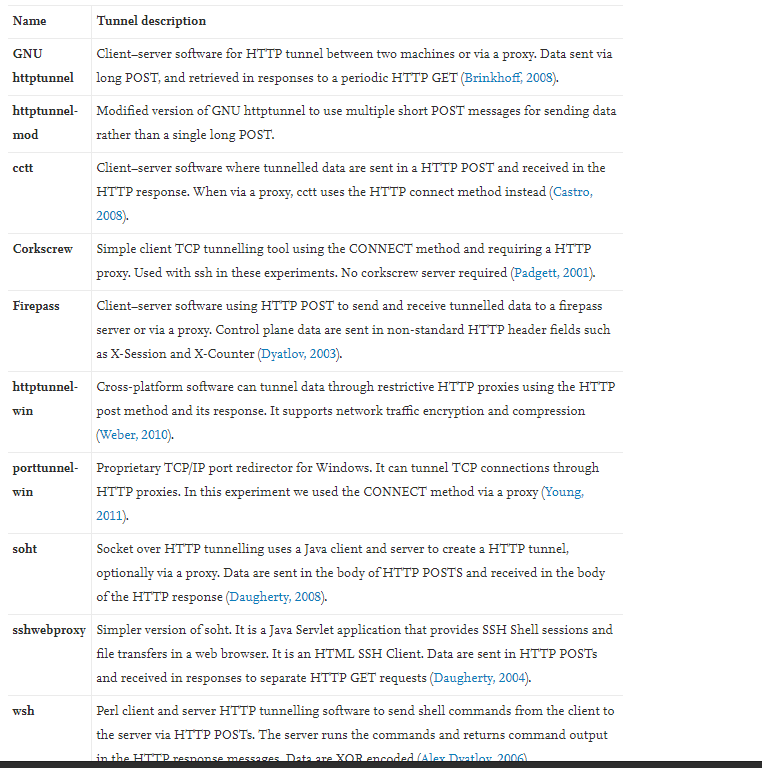 Name Tunnel description
GNU Client–server software for HTTP tunnel between two machines or via a proxy. Data sent via
httptunnel long POST, and retrieved in responses to a periodic HTTP GET (Brinkhoff, 2008).
httptunnel- Modified version of GNU httptunnel to use multiple short POST messages for sending data
mod rather than a single long POST.
cctt Client–server software where tunnelled data are sent in a HTTP POST and received in the
HTTP response. When via a proxy, cctt uses the HTTP connect method instead (Castro,
2008).
Corkscrew Simple client TCP tunnelling tool using the CONNECT method and requiring a HTTP
proxy. Used with ssh in these experiments. No corkscrew server required (Padgett, 2001).
Firepass Client–server software using HTTP POST to send and receive tunnelled data to a firepass
server or via a proxy. Control plane data are sent in non-standard HTTP header fields such
as X-Session and X-Counter (Dyatlov, 2003).
httptunnel- Cross-platform software can tunnel data through restrictive HTTP proxies using the HTTP
win post method and its response. It supports network traffic encryption and compression
(Weber, 2010).
porttunnel- Proprietary TCP/IP port redirector for Windows. It can tunnel TCP connections through
win HTTP proxies. In this experiment we used the CONNECT method via a proxy (Young,
2011).
soht Socket over HTTP tunnelling uses a Java client and server to create a HTTP tunnel,
optionally via a proxy. Data are sent in the body of HTTP POSTS and received in the body
of the HTTP response (Daugherty, 2008).
sshwebproxy Simpler version of soht. It is a Java Servlet application that provides SSH Shell sessions and
file transfers in a web browser. It is an HTML SSH Client. Data are sent in HTTP POSTs
and received in responses to separate HTTP GET requests (Daugherty, 2004).
wsh Perl client and server HTTP tunnelling software to send shell commands from the client to
the server via HTTP POSTs. The server runs the commands and returns command output
in the HTTP response messages. Data are XOR encoded (Alex Dyatlov, 2006).